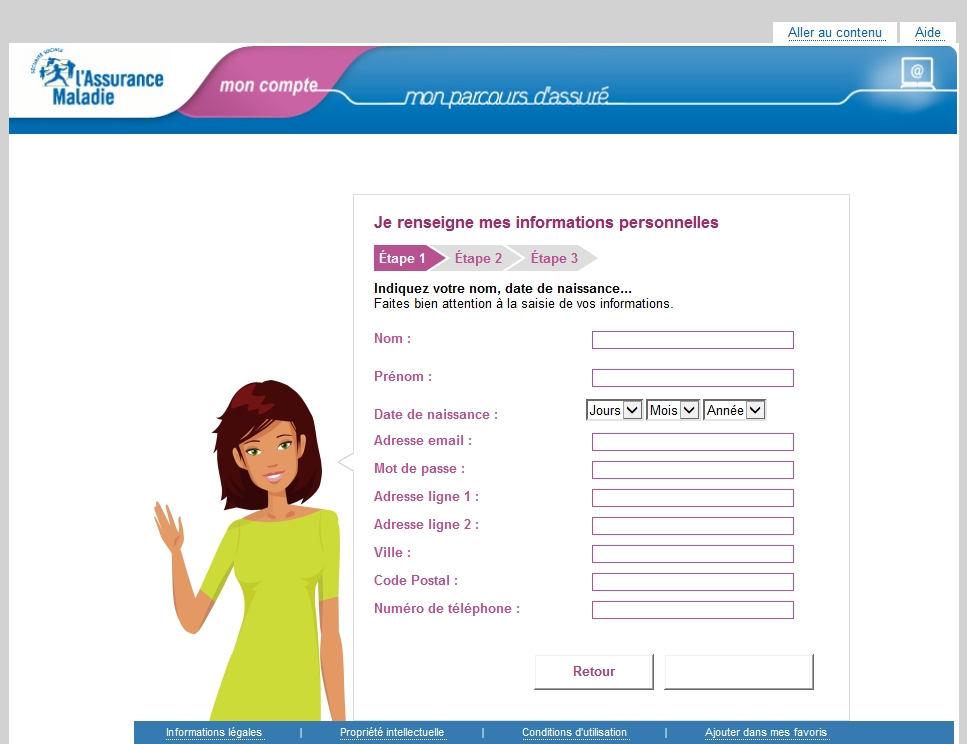 Aller au contenu
Aide
SÉCURITÉ SOCIALE
l'Assurance
Maladie
mon compte
mon parcours d'assuré
@
Je renseigne mes informations personnelles
Étape 1
Étape 2
Étape 3
Indiquez votre nom, date de naissance...
Faites bien attention à la saisie de vos informations.
Nom :
Prénom :
Date de naissance :
Jours
Mois
Année
Adresse email :
Mot de passe :
Adresse ligne 1 :
Adresse ligne 2 :
Ville :
Code Postal :
Numéro de téléphone :
Retour
Informations légales | Propriété intellectuelle | Conditions d'utilisation | Ajouter dans mes favoris